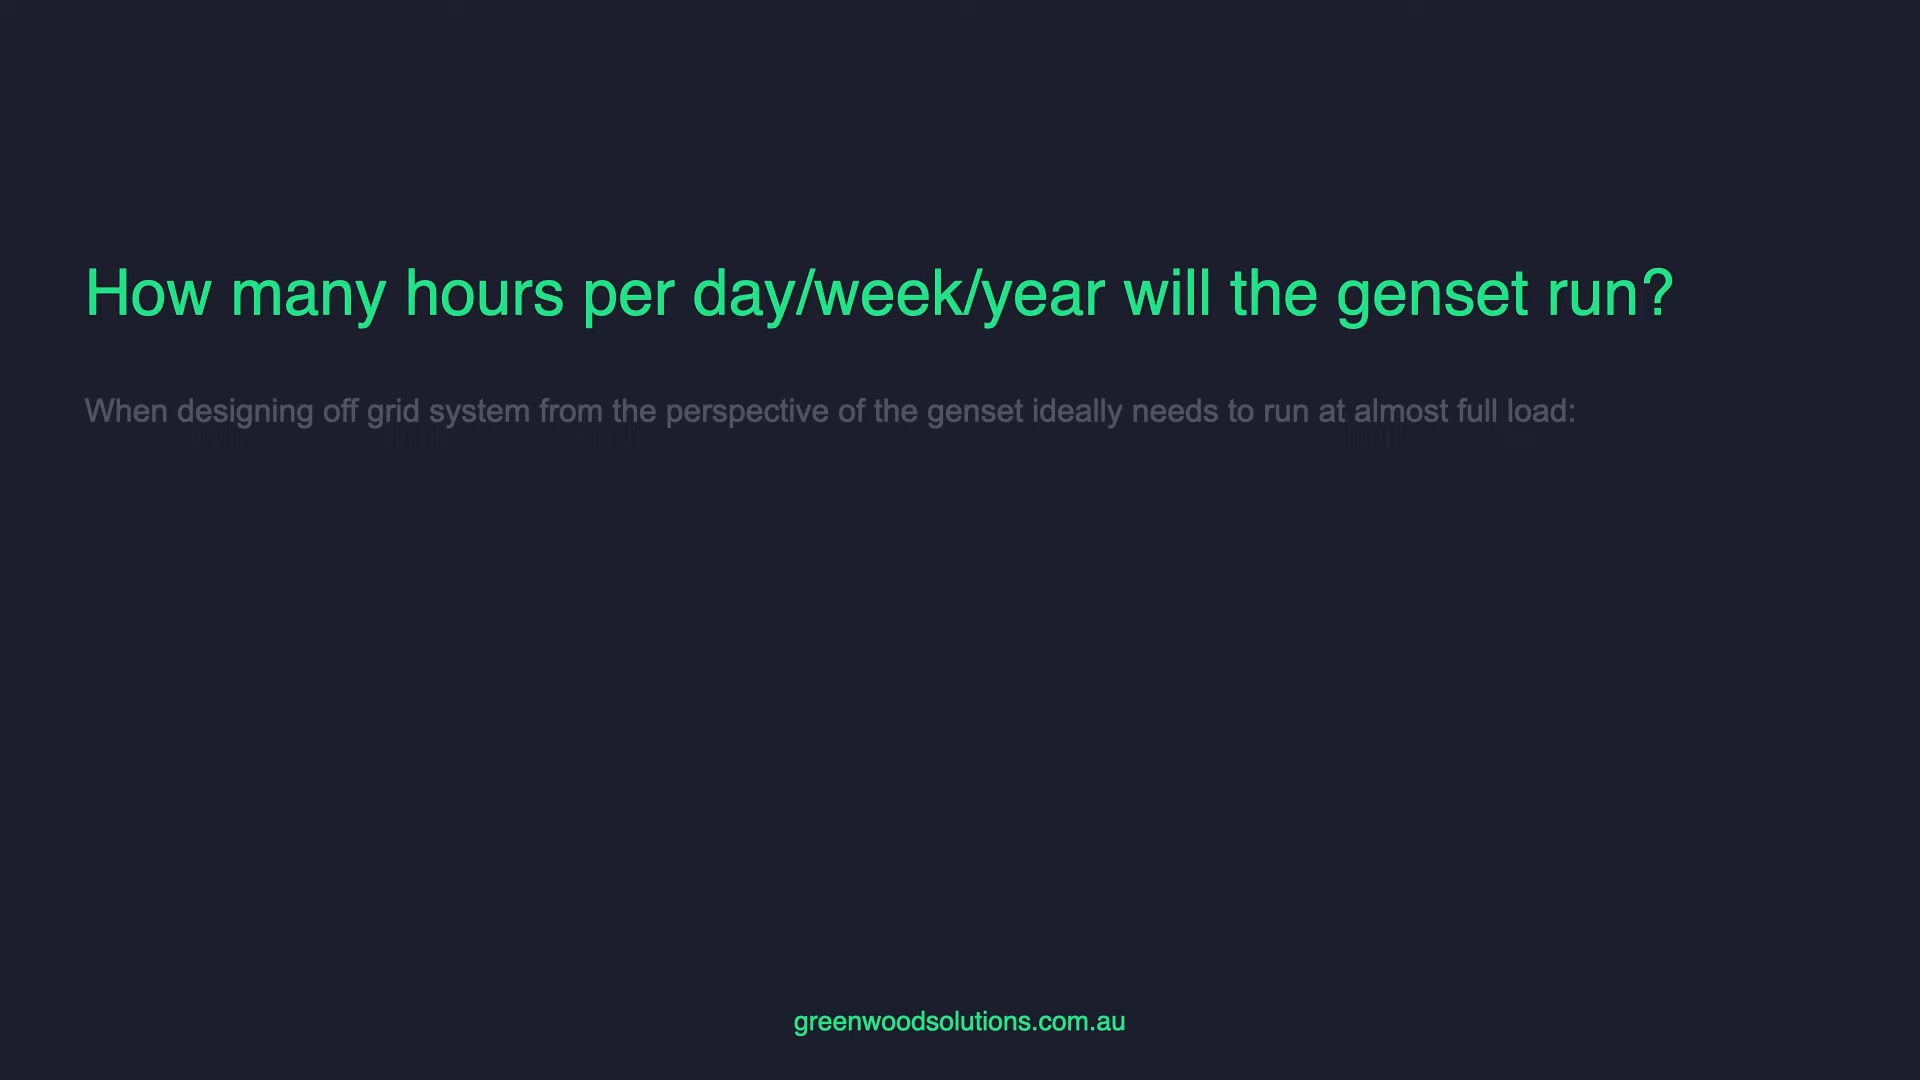 How many hours per day/week/year will the genset run?
When designing off grid system from the perspective of the genset ideally needs to run at almost full load:
greenwoodsolutions.com.au